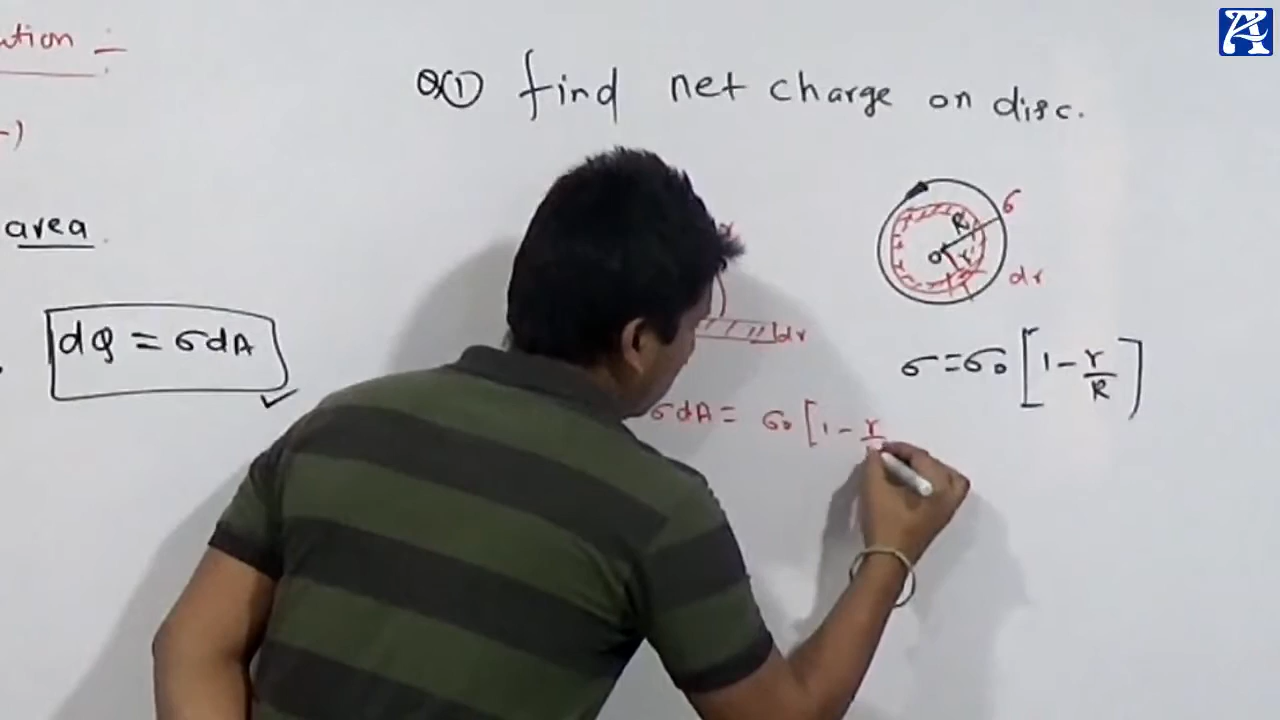 ution :-
Q① find net charge on disc.
-)
area
σ
R
O r
dr
dQ = σdA
dr
σ = σ₀ [1 - r/R]
σdA = σ₀ [1 - r